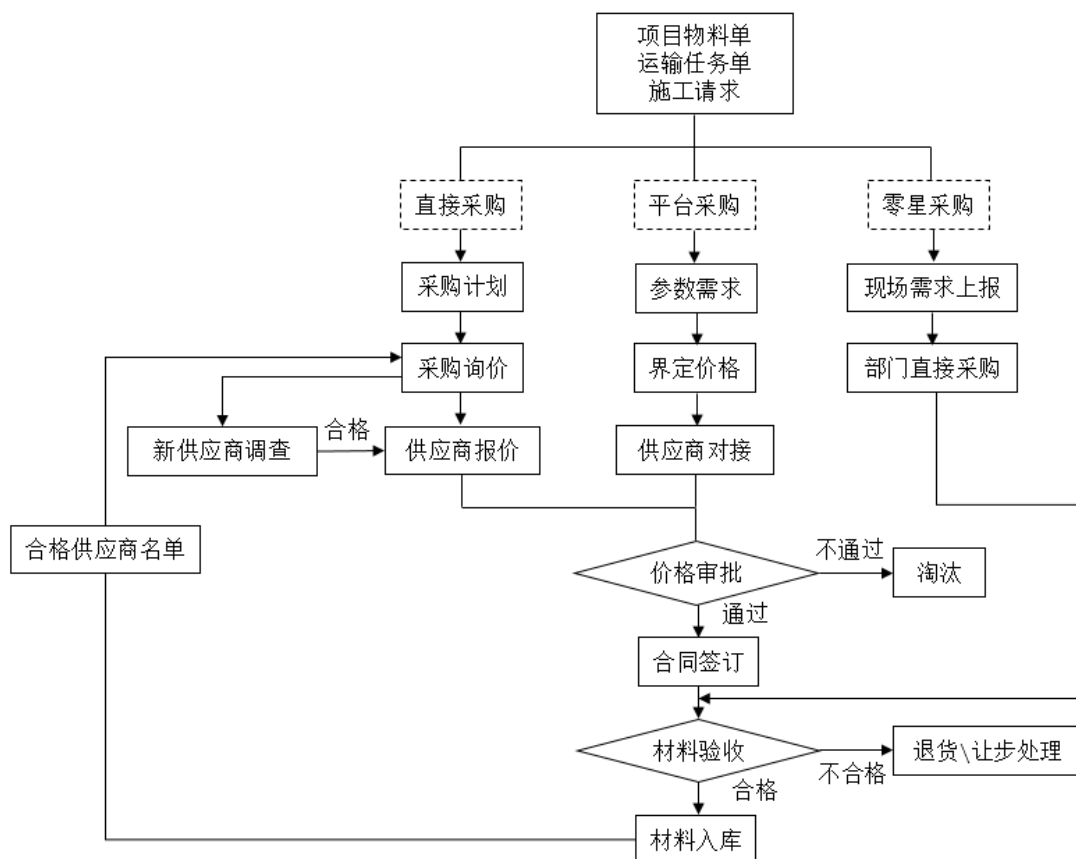 项目物料单
运输任务单
施工请求
直接采购
平台采购
零星采购
采购计划
参数需求
现场需求上报
采购询价
界定价格
部门直接采购
新供应商调查
合格
供应商报价
供应商对接
合格供应商名单
价格审批
不通过
淘汰
通过
合同签订
材料验收
不合格
退货\让步处理
合格
材料入库